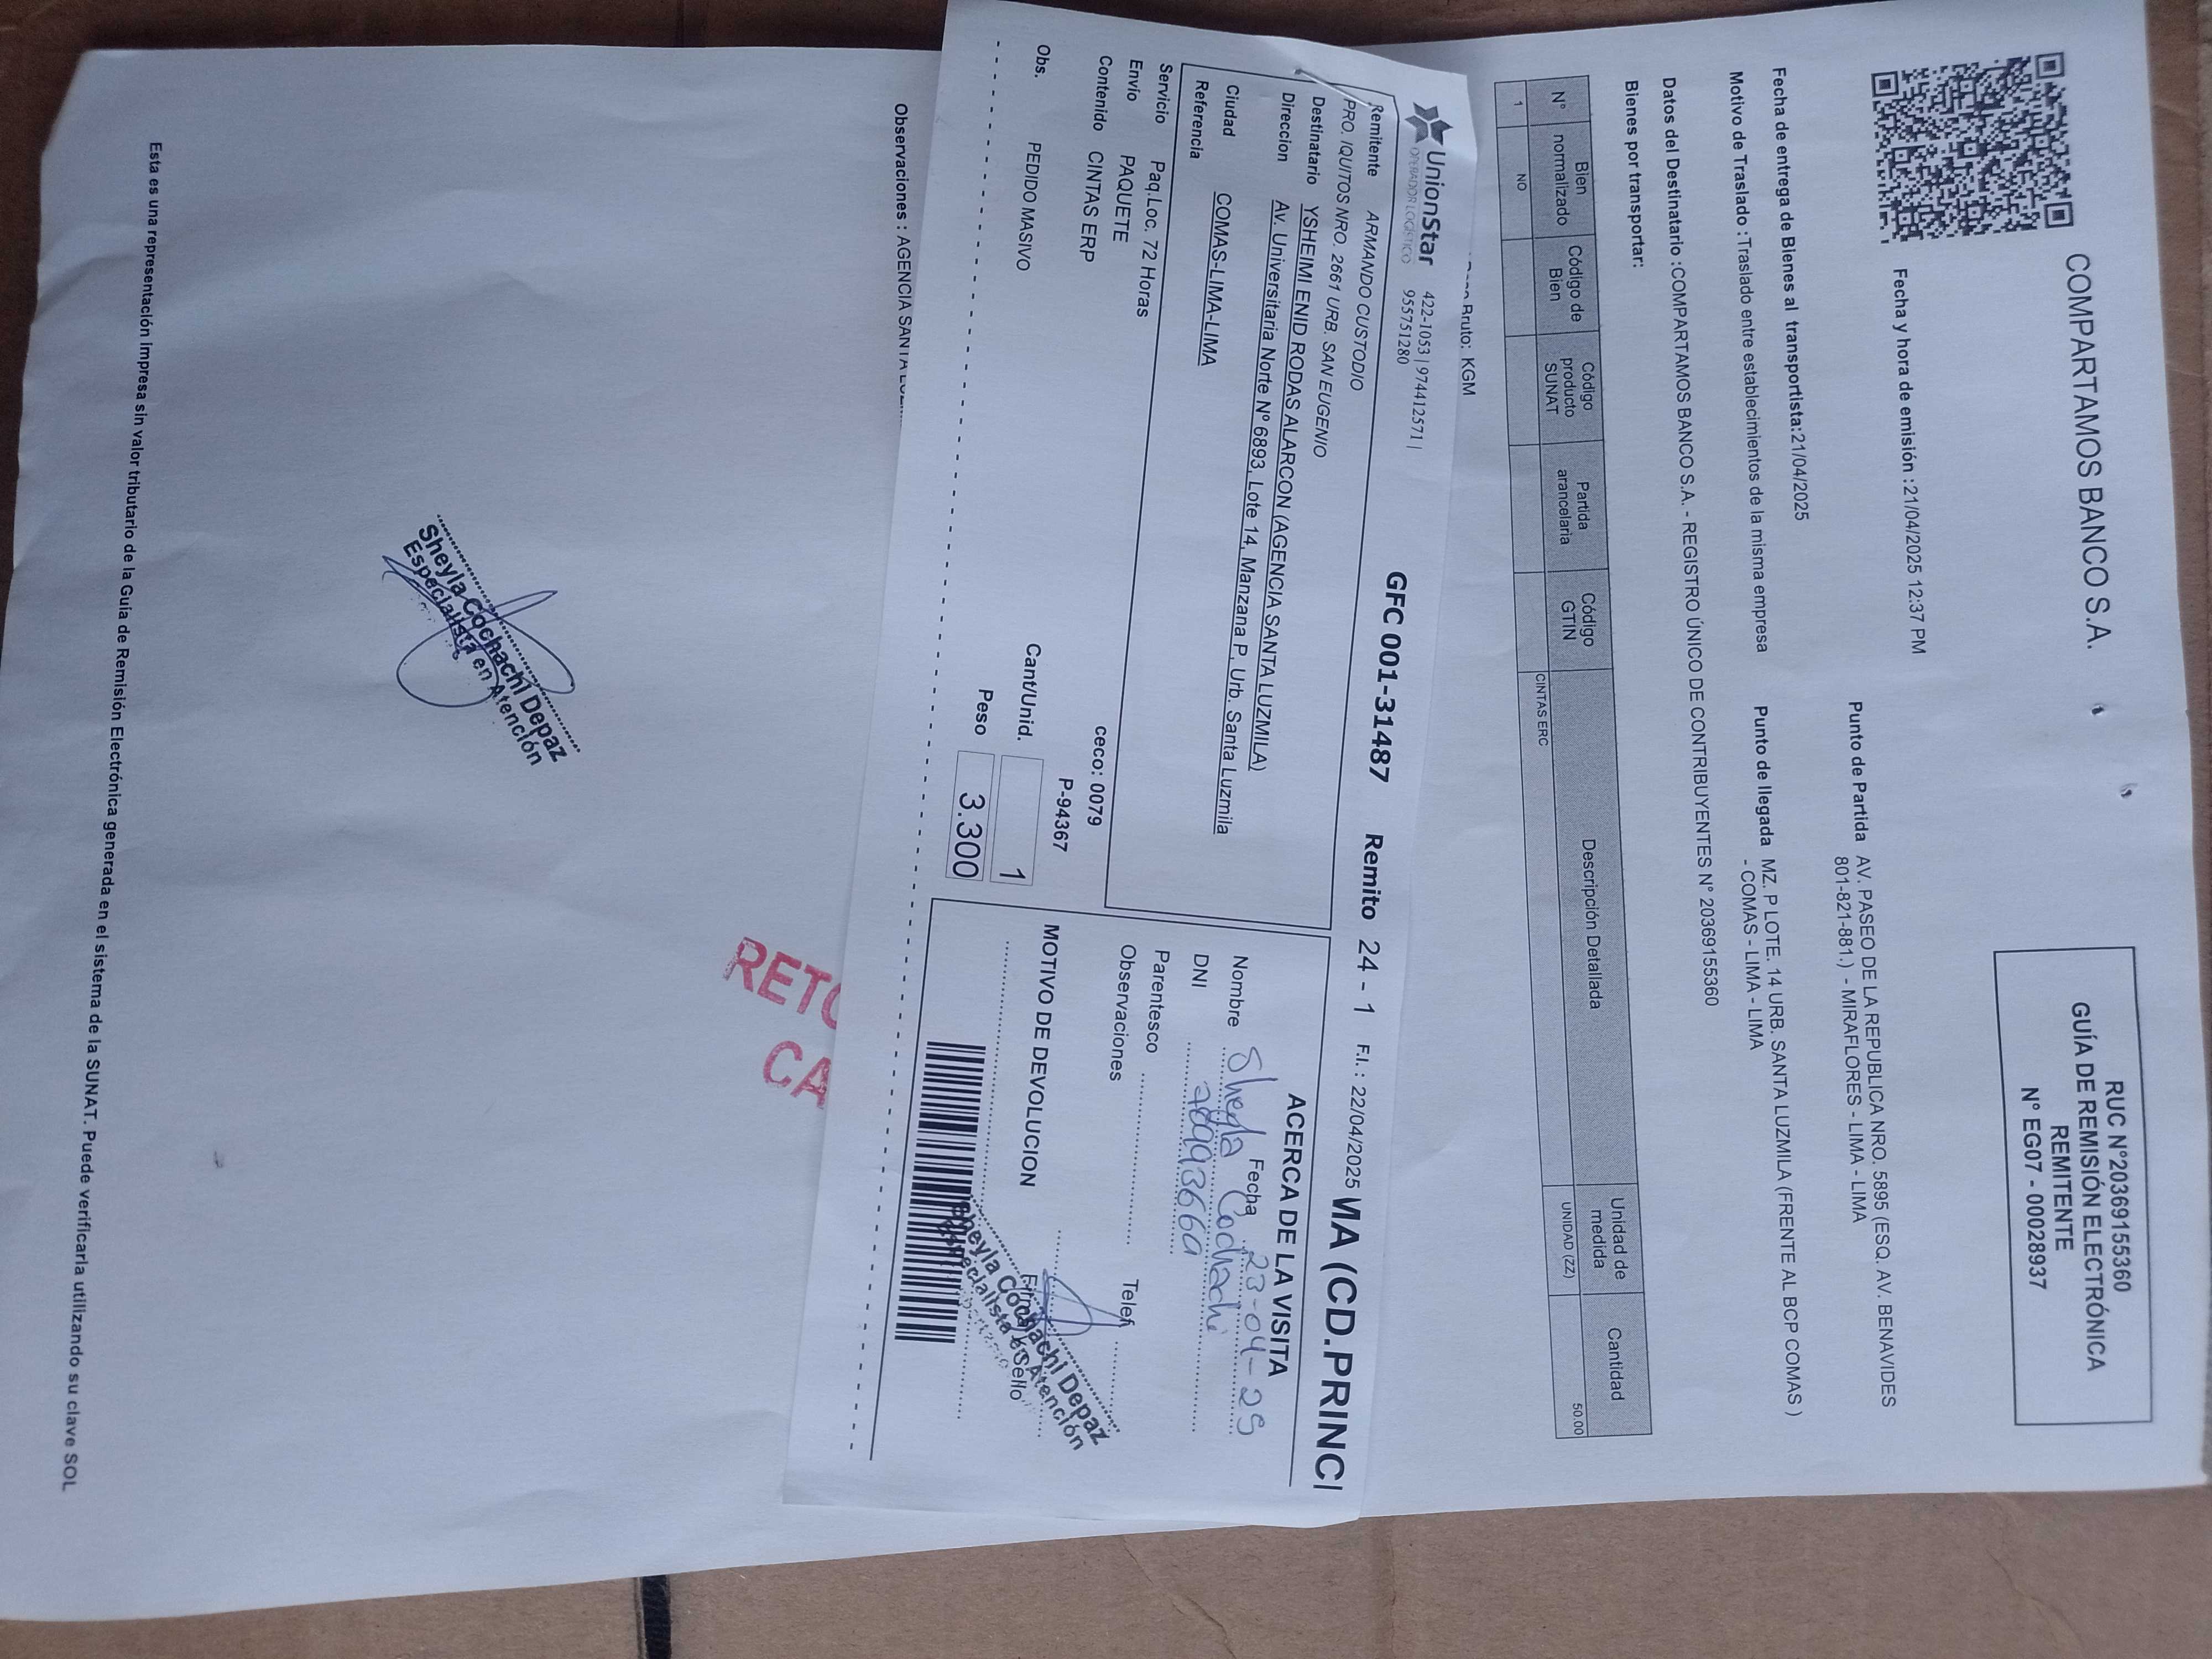 COMPARTAMOS BANCO S.A.
RUC N°20369155360
GUÍA DE REMISIÓN ELECTRÓNICA
REMITENTE
N° EG07 - 00028937
Fecha y hora de emisión :21/04/2025 12:37 PM
Punto de Partida AV. PASEO DE LA REPUBLICA NRO. 5895 (ESQ. AV. BENAVIDES
801-821-881.) - MIRAFLORES - LIMA - LIMA
Fecha de entrega de Bienes al transportista:21/04/2025
Punto de llegada MZ. P LOTE. 14 URB. SANTA LUZMILA (FRENTE AL BCP COMAS )
- COMAS - LIMA - LIMA
Motivo de Traslado :Traslado entre establecimientos de la misma empresa
Datos del Destinatario :COMPARTAMOS BANCO S.A. - REGISTRO ÚNICO DE CONTRIBUYENTES N° 20369155360
Bienes por transportar:
N° Bien normalizado Código de Bien Código producto SUNAT Partida arancelaria Código GTIN Descripción Detallada Unidad de medida Cantidad
1 NO CINTAS ERC UNIDAD (ZZ) 50.00
Bruto: KGM
UnionStar 422-1053 | 974412571 |
OPERADOR LOGISTICO 955751280
GFC 001-31487 Remito 24 - 1 F.I. : 22/04/2025 MA (CD.PRINCI
Remitente ARMANDO CUSTODIO
PRO. IQUITOS NRO. 2661 URB. SAN EUGENIO
Destinatario YSHEIMI ENID RODAS ALARCON (AGENCIA SANTA LUZMILA)
Direccion Av. Universitaria Norte Nº 6893, Lote 14, Manzana P, Urb. Santa Luzmila
Ciudad COMAS-LIMA-LIMA
Referencia
Servicio Paq.Loc. 72 Horas
Envio PAQUETE
Contenido CINTAS ERP
ceco: 0079
P-94367
Obs. PEDIDO MASIVO
Cant/Unid. 1
Peso 3.300
ACERCA DE LA VISITA
Fecha 23-04-25
Nombre Sheyla Cochachi
DNI
Parentesco
Observaciones
Telef
MOTIVO DE DEVOLUCION
Firma o Sello
Sheyla Cochachi Depaz
Especialista en Atención
Observaciones : AGENCIA SANTA
RETO
CA
Sheyla Cochachi Depaz
Especialista en Atención
Esta es una representación impresa sin valor tributario de la Guía de Remisión Electrónica generada en el sistema de la SUNAT. Puede verificarla utilizando su clave SOL